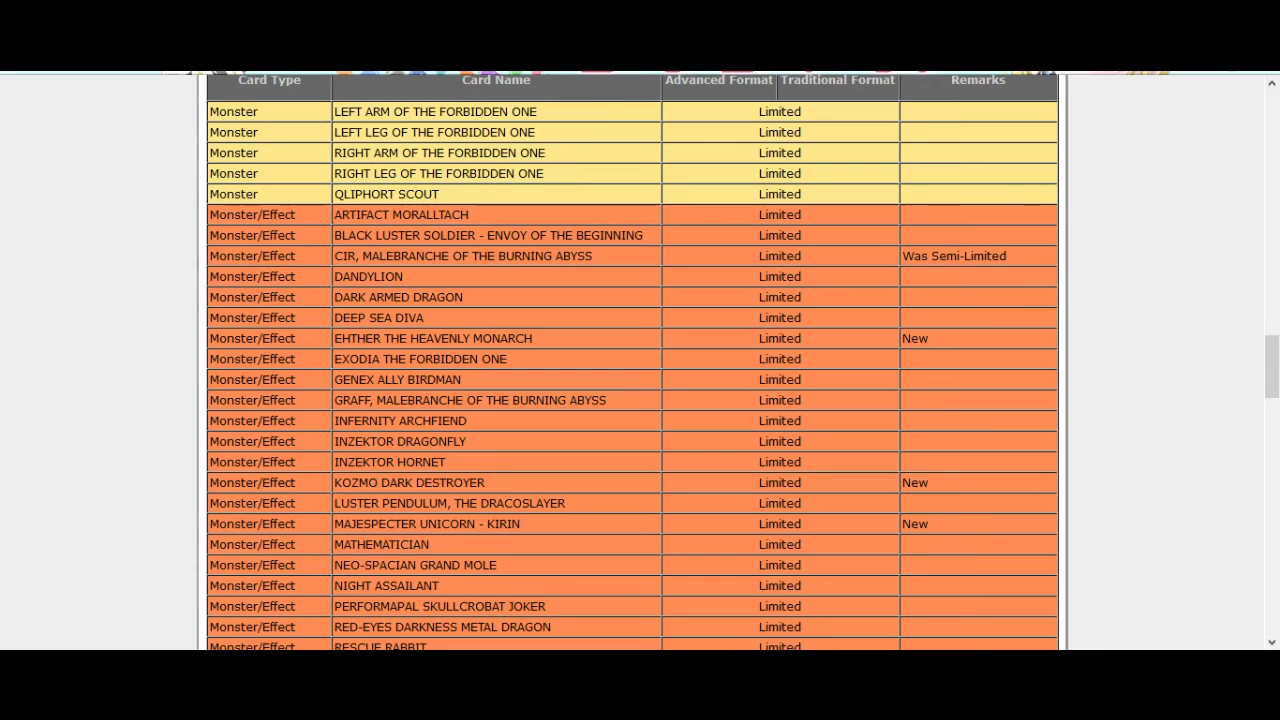 Card Type Card Name Advanced Format Traditional Format Remarks
Monster LEFT ARM OF THE FORBIDDEN ONE Limited
Monster LEFT LEG OF THE FORBIDDEN ONE Limited
Monster RIGHT ARM OF THE FORBIDDEN ONE Limited
Monster RIGHT LEG OF THE FORBIDDEN ONE Limited
Monster QLIPHORT SCOUT Limited
Monster/Effect ARTIFACT MORALLTACH Limited
Monster/Effect BLACK LUSTER SOLDIER - ENVOY OF THE BEGINNING Limited
Monster/Effect CIR, MALEBRANCHE OF THE BURNING ABYSS Limited Was Semi-Limited
Monster/Effect DANDYLION Limited
Monster/Effect DARK ARMED DRAGON Limited
Monster/Effect DEEP SEA DIVA Limited
Monster/Effect EHTHER THE HEAVENLY MONARCH Limited New
Monster/Effect EXODIA THE FORBIDDEN ONE Limited
Monster/Effect GENEX ALLY BIRDMAN Limited
Monster/Effect GRAFF, MALEBRANCHE OF THE BURNING ABYSS Limited
Monster/Effect INFERNITY ARCHFIEND Limited
Monster/Effect INZEKTOR DRAGONFLY Limited
Monster/Effect INZEKTOR HORNET Limited
Monster/Effect KOZMO DARK DESTROYER Limited New
Monster/Effect LUSTER PENDULUM, THE DRACOSLAYER Limited
Monster/Effect MAJESPECTER UNICORN - KIRIN Limited New
Monster/Effect MATHEMATICIAN Limited
Monster/Effect NEO-SPACIAN GRAND MOLE Limited
Monster/Effect NIGHT ASSAILANT Limited
Monster/Effect PERFORMAPAL SKULLCROBAT JOKER Limited
Monster/Effect RED-EYES DARKNESS METAL DRAGON Limited
Monster/Effect RESCUE RABBIT Limited